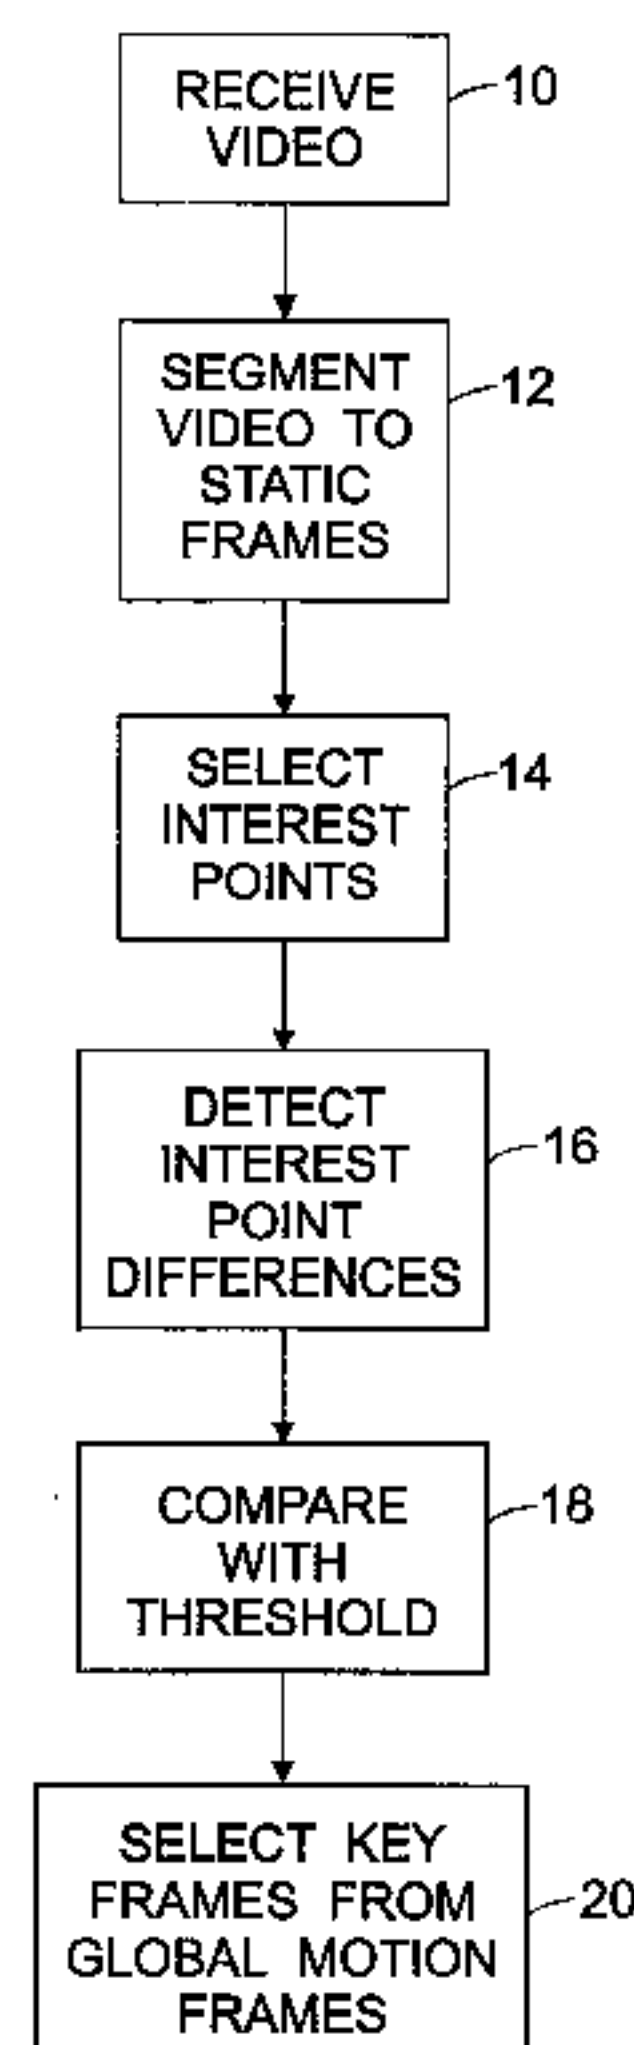 RECEIVE
VIDEO
10
SEGMENT
VIDEO TO
STATIC
FRAMES
12
SELECT
INTEREST
POINTS
14
DETECT
INTEREST
POINT
DIFFERENCES
16
COMPARE
WITH
THRESHOLD
18
SELECT KEY
FRAMES FROM
GLOBAL MOTION
FRAMES
20